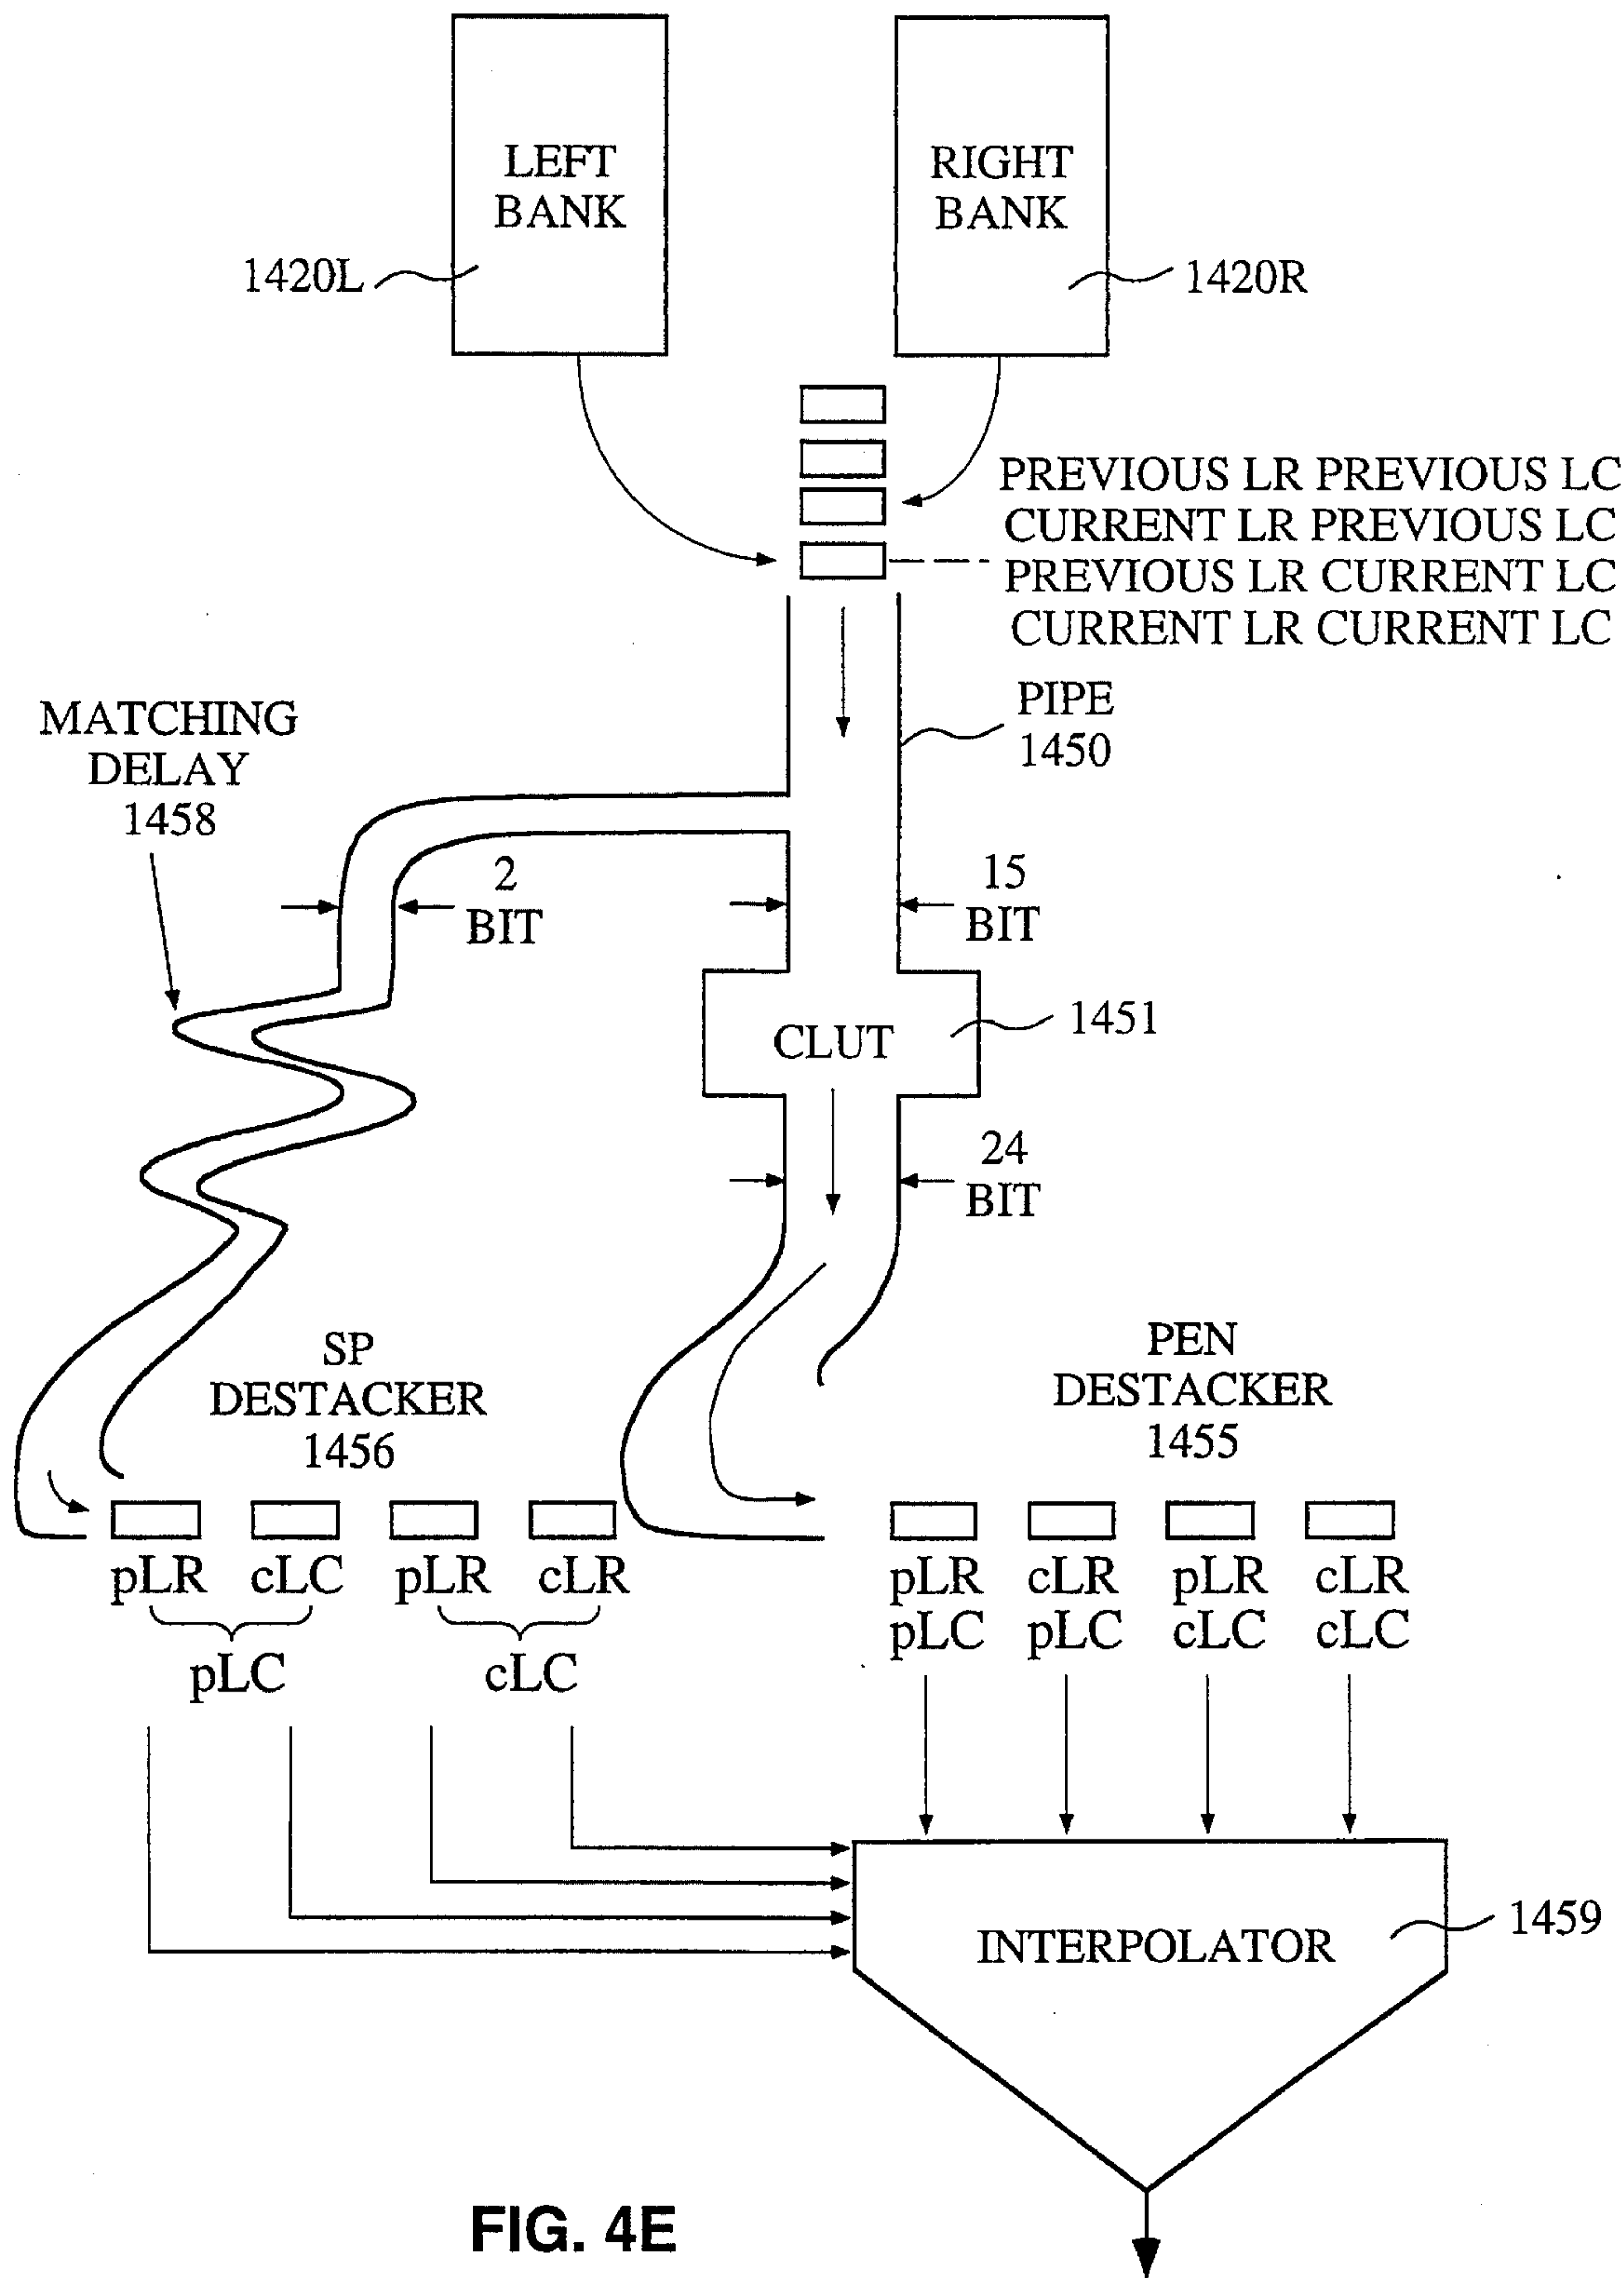 LEFT
BANK
RIGHT
BANK
1420L
1420R
PREVIOUS LR PREVIOUS LC
CURRENT LR PREVIOUS LC
PREVIOUS LR CURRENT LC
CURRENT LR CURRENT LC
MATCHING
DELAY
1458
PIPE
1450
2
BIT
15
BIT
CLUT
1451
24
BIT
SP
DESTACKER
1456
PEN
DESTACKER
1455
pLR cLC pLR cLR
pLC cLC
pLR cLR pLR cLR
pLC pLC cLC cLC
INTERPOLATOR
1459
FIG. 4E